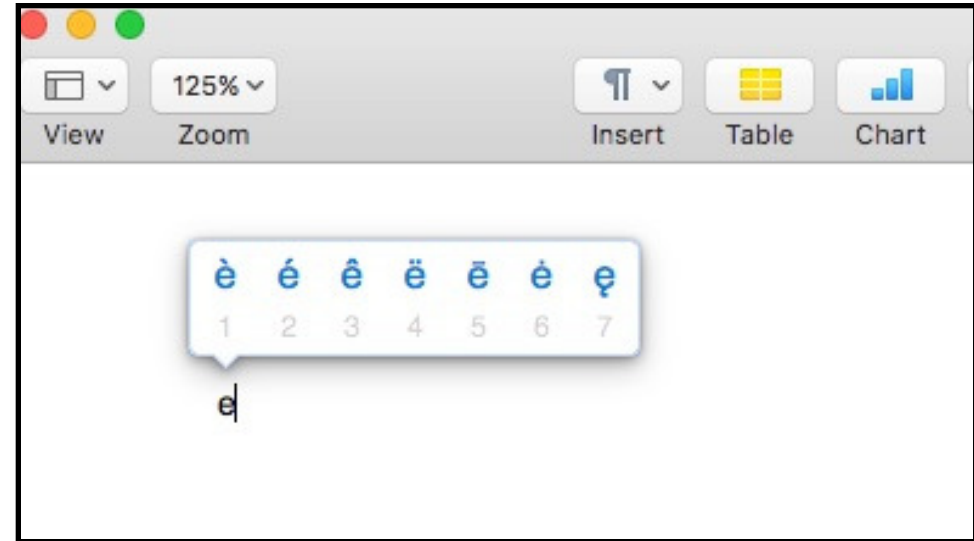 125%
View Zoom Insert Table Chart
è é ê ë ē ė ę
1 2 3 4 5 6 7
e